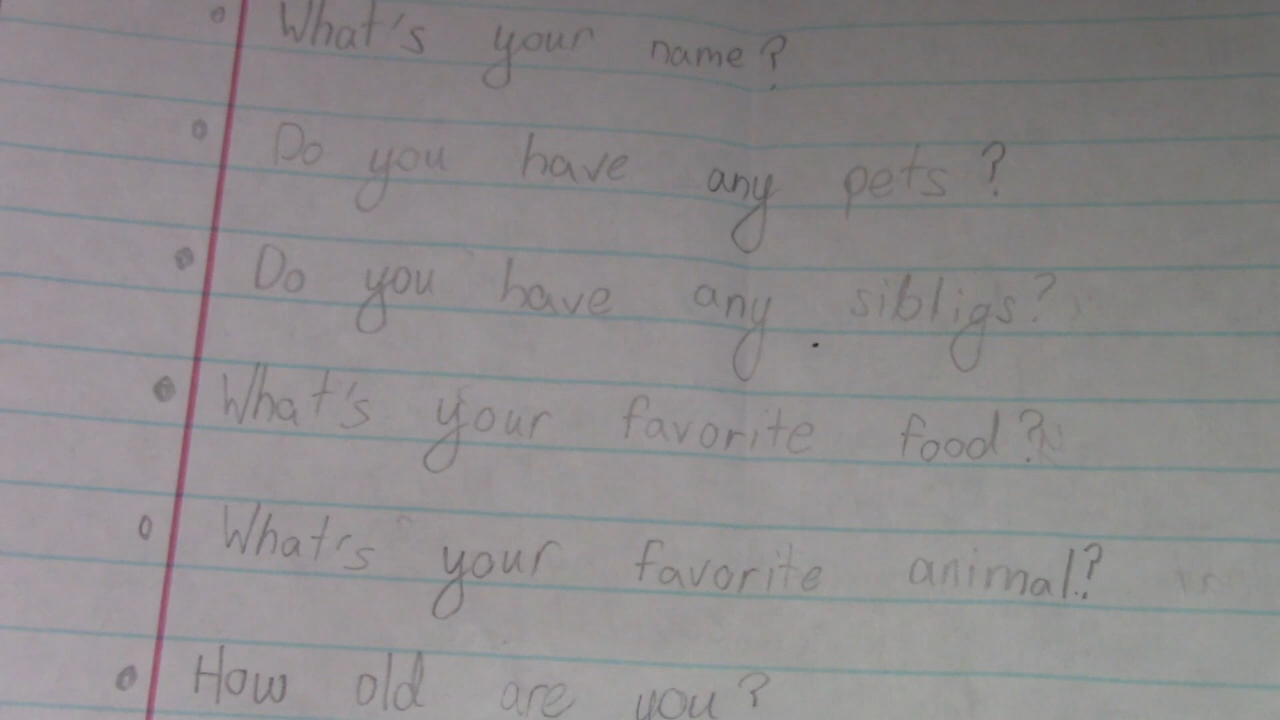 What's your name?
Do you have any pets?
Do you have any sibligs?
What's your favorite food?
What's your favorite animal?
How old are you?